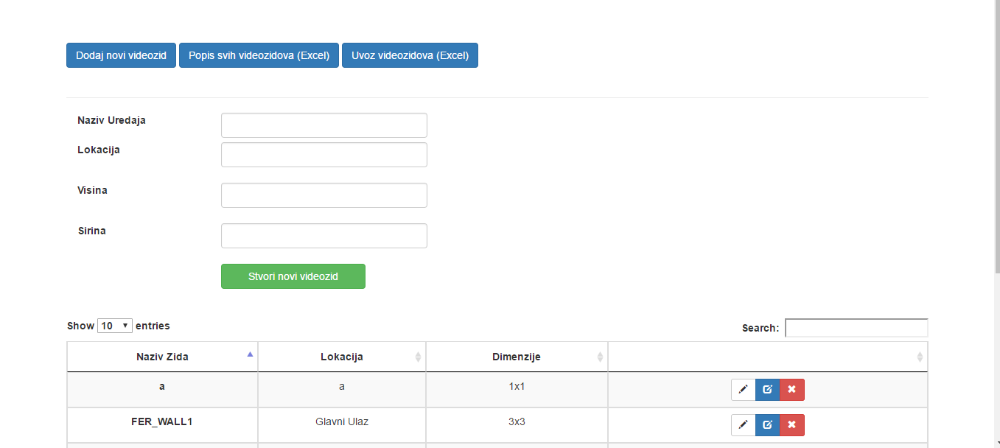 Dodaj novi videozid Popis svih videozidova (Excel) Uvoz videozidova (Excel)
Naziv Uredaja
Lokacija
Visina
Sirina
Stvori novi videozid
Show 10 entries Search:
Naziv Zida Lokacija Dimenzije
a a 1x1
FER_WALL1 Glavni Ulaz 3x3